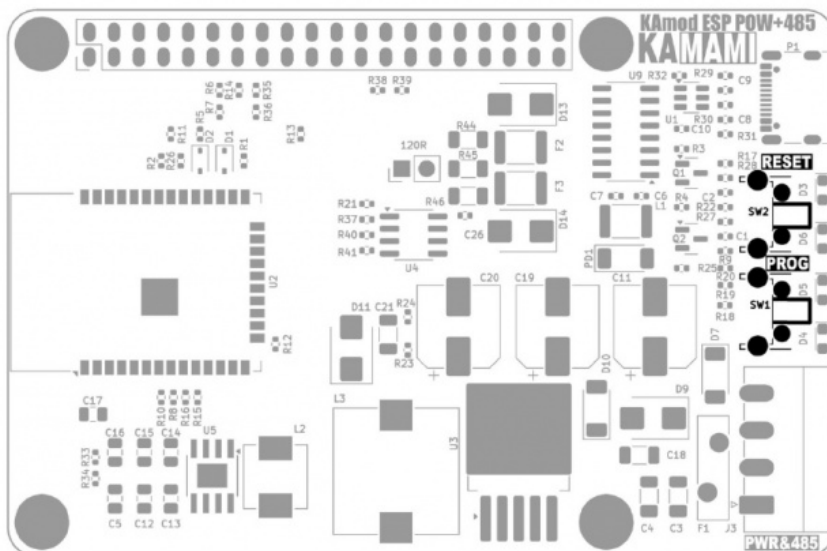 KAmod ESP POW+485
KAMAMI
P1
R6
R14
R35
R7
R36
R38
R39
D13
U9
R32
R29
C9
R11
R5
D2
D1
R13
R44
F2
U1
R30
C10
C8
R31
R2
R26
R1
120R
R45
F3
R3
R17
RESET
R28
Q1
D3
R21
R46
C7
C6
L1
R4
C2
R22
SW2
R37
R40
R41
C26
D14
R27
D6
U4
Q2
C1
R9
PROG
U2
PD1
R25
R20
C20
C19
C11
R19
D5
SW1
R18
D11
C21
R24
R12
R23
D10
D7
D4
C17
R10
R8
R16
R15
L3
U3
D9
C16
C15
C14
U5
L2
R33
R34
C18
C5
C12
C13
C4
C3
F1
J3
PWR&485